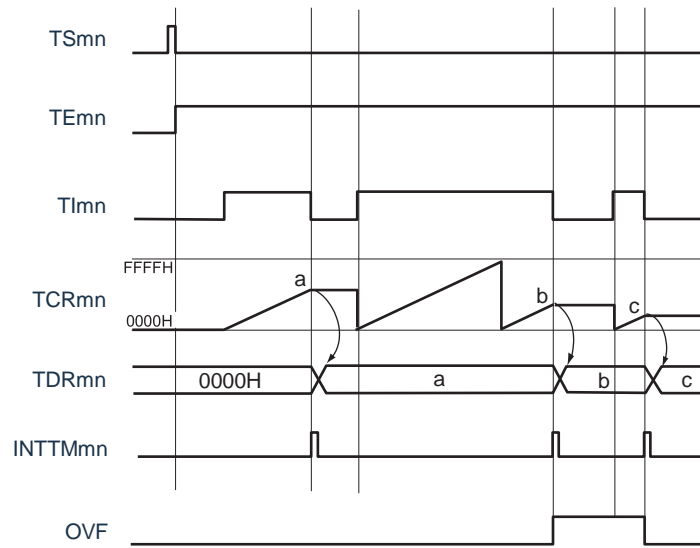 TSmn
TEmn
TImn
FFFFH
a
b
c
TCRmn
0000H
TDRmn
0000H
a
b
c
INTTMmn
OVF